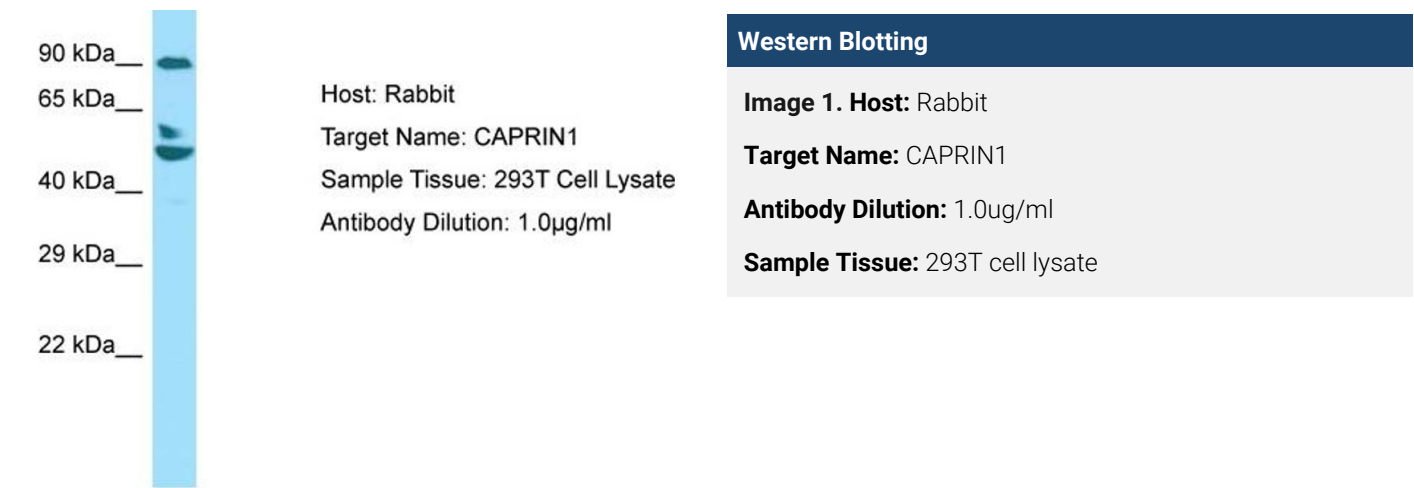 90 kDa__
65 kDa__
40 kDa__
29 kDa__
22 kDa__
Host: Rabbit
Target Name: CAPRIN1
Sample Tissue: 293T Cell Lysate
Antibody Dilution: 1.0µg/ml
Western Blotting
Image 1. Host: Rabbit
Target Name: CAPRIN1
Antibody Dilution: 1.0ug/ml
Sample Tissue: 293T cell lysate